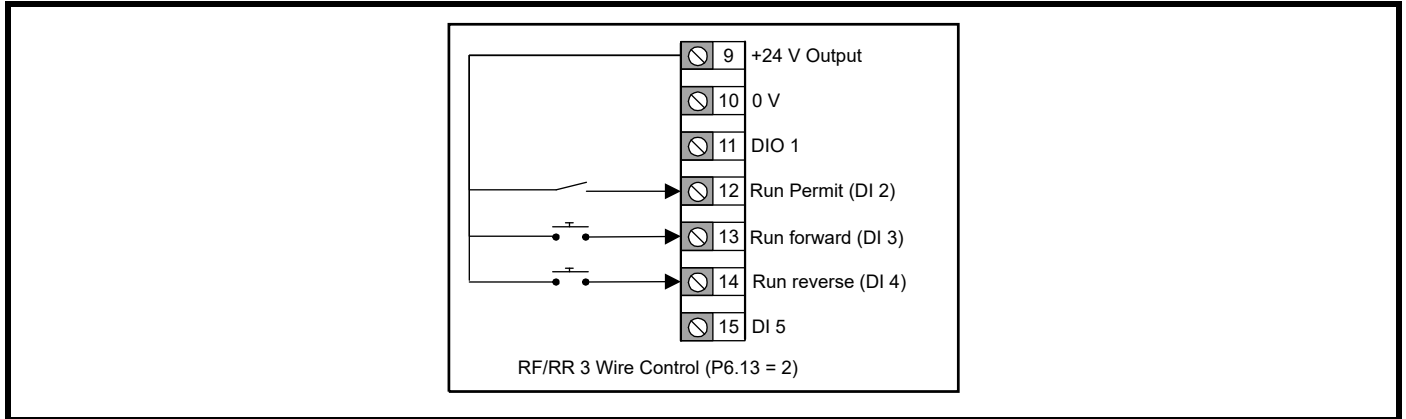 9 +24 V Output
10 0 V
11 DIO 1
12 Run Permit (DI 2)
13 Run forward (DI 3)
14 Run reverse (DI 4)
15 DI 5
RF/RR 3 Wire Control (P6.13 = 2)